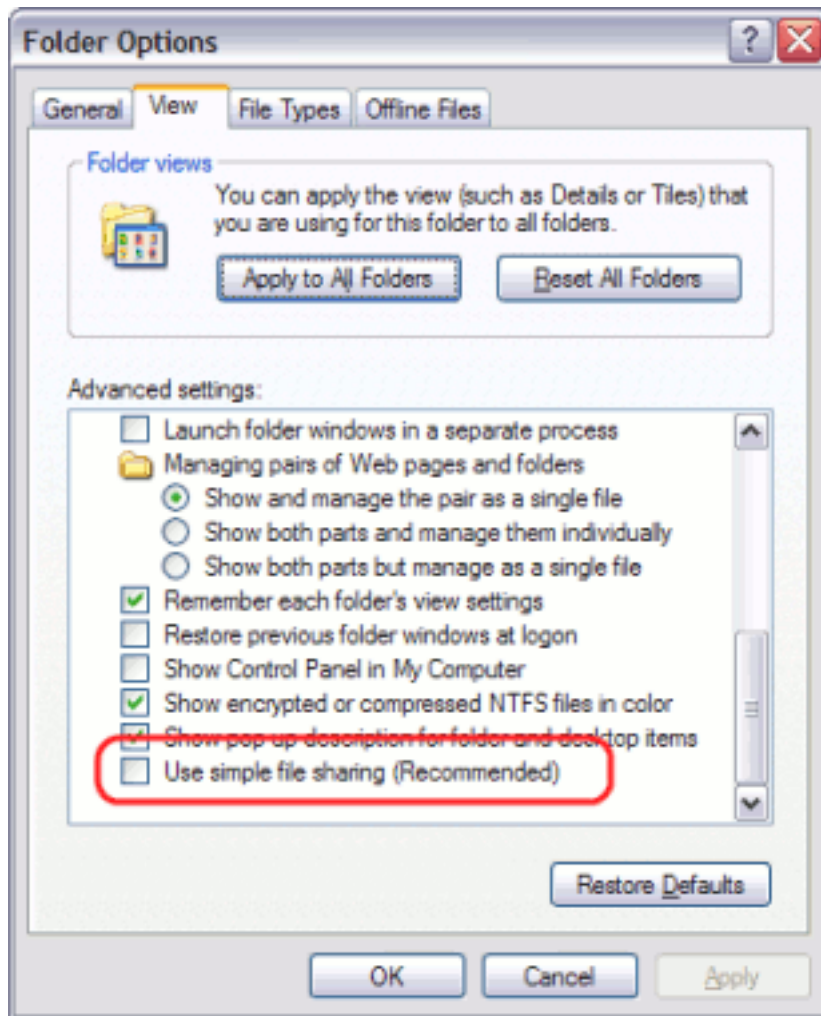 Folder Options
General View File Types Offline Files
Folder views
You can apply the view (such as Details or Tiles) that
you are using for this folder to all folders.
Apply to All Folders Reset All Folders
Advanced settings:
Launch folder windows in a separate process
Managing pairs of Web pages and folders
Show and manage the pair as a single file
Show both parts and manage them individually
Show both parts but manage as a single file
Remember each folder's view settings
Restore previous folder windows at logon
Show Control Panel in My Computer
Show encrypted or compressed NTFS files in color
Show pop up description for folder and desktop items
Use simple file sharing (Recommended)
Restore Defaults
OK Cancel Apply